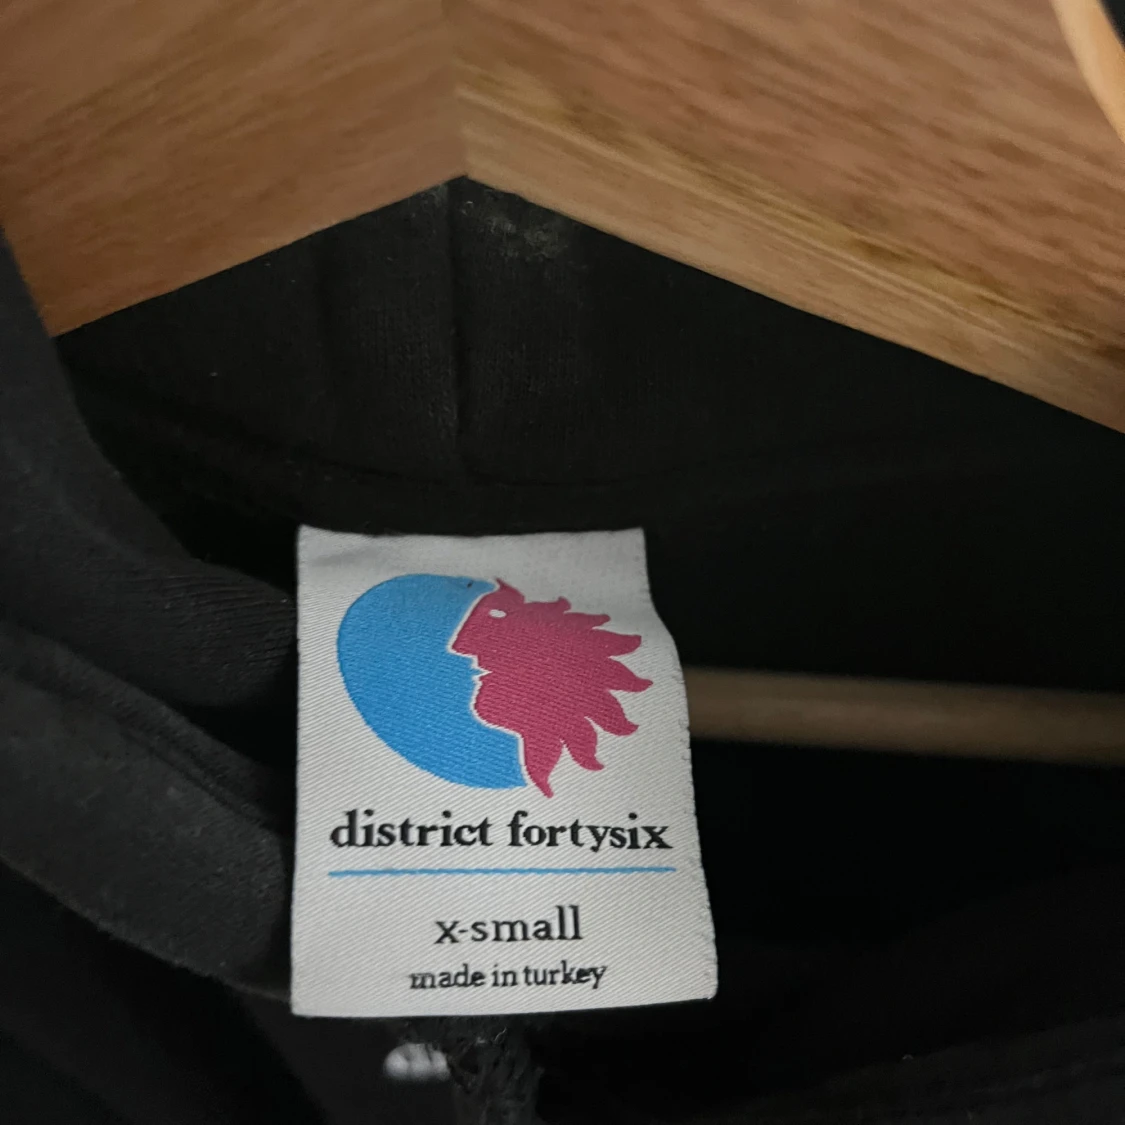 district fortysix
x-small
made in turkey